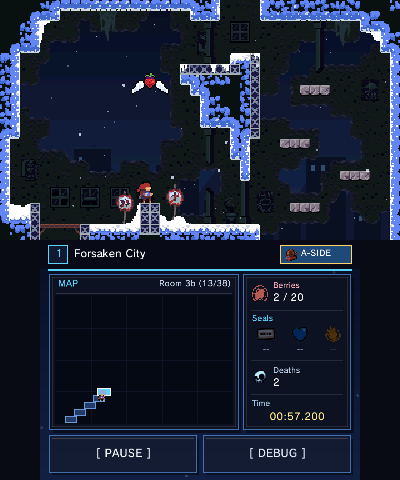 1 Forsaken City A-SIDE
MAP Room 3b (13/38)
Berries
2 / 20
Seals
-- -- --
Deaths
2
Time
00:57.200
[ PAUSE ] [ DEBUG ]